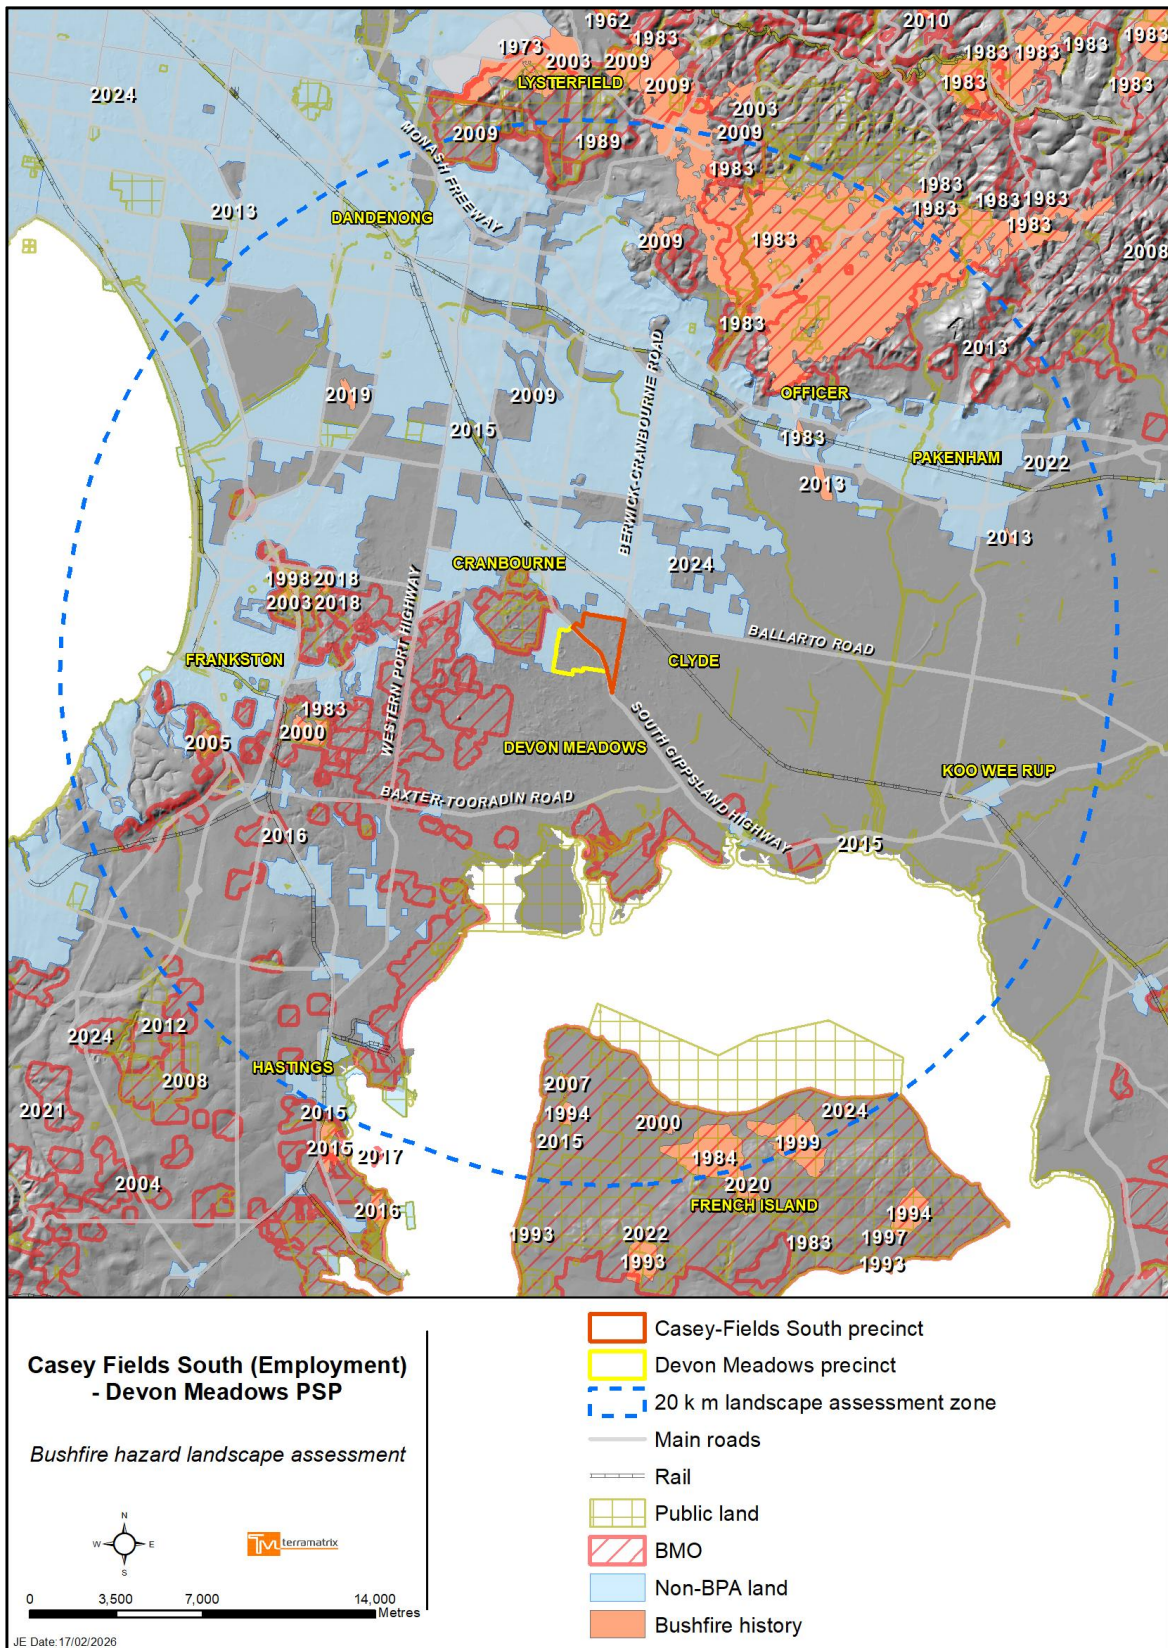 1962
2010
1983
1983
1973
1983
1983
1983
2003
2009
LYSTERFIELD
2009
1983
1983
2024
2003
MONASH FREEWAY
2009
1989
2009
1983
1983
1983
1983
2013
DANDENONG
1983
1983
2009
1983
2008
1983
BERWICK-CRANBOURNE ROAD
2013
2019
2009
OFFICER
2015
1983
PAKENHAM
2022
2013
2013
CRANBOURNE
2024
1998
2018
2003
2018
WESTERN PORT HIGHWAY
BALLARTO ROAD
FRANKSTON
CLYDE
1983
2000
2005
SOUTH GIPPSLAND HIGHWAY
DEVON MEADOWS
KOO WEE RUP
BAXTER-TOORADIN ROAD
2016
2015
2012
2024
HASTINGS
2008
2007
2021
2015
1994
2000
2024
2015
1999
2015
2017
1984
2004
2020
FRENCH ISLAND
2016
1994
1993
2022
1983
1997
1993
1993
Casey Fields South (Employment)
- Devon Meadows PSP
Bushfire hazard landscape assessment
N
W
E
S
TM terramatrix
0
3,500
7,000
14,000
Metres
JE Date:17/02/2026
Casey-Fields South precinct
Devon Meadows precinct
20 k m landscape assessment zone
Main roads
Rail
Public land
BMO
Non-BPA land
Bushfire history